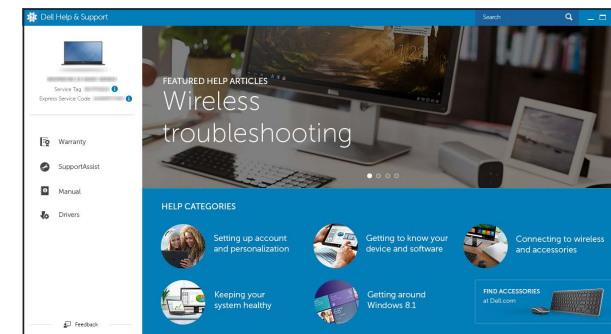 Dell Help & Support
Search
Service Tag
Express Service Code
Warranty
SupportAssist
Manual
Drivers
Feedback
FEATURED HELP ARTICLES
Wireless
troubleshooting
HELP CATEGORIES
Setting up account
and personalization
Getting to know your
device and software
Connecting to wireless
and accessories
Keeping your
system healthy
Getting around
Windows 8.1
FIND ACCESSORIES
at Dell.com